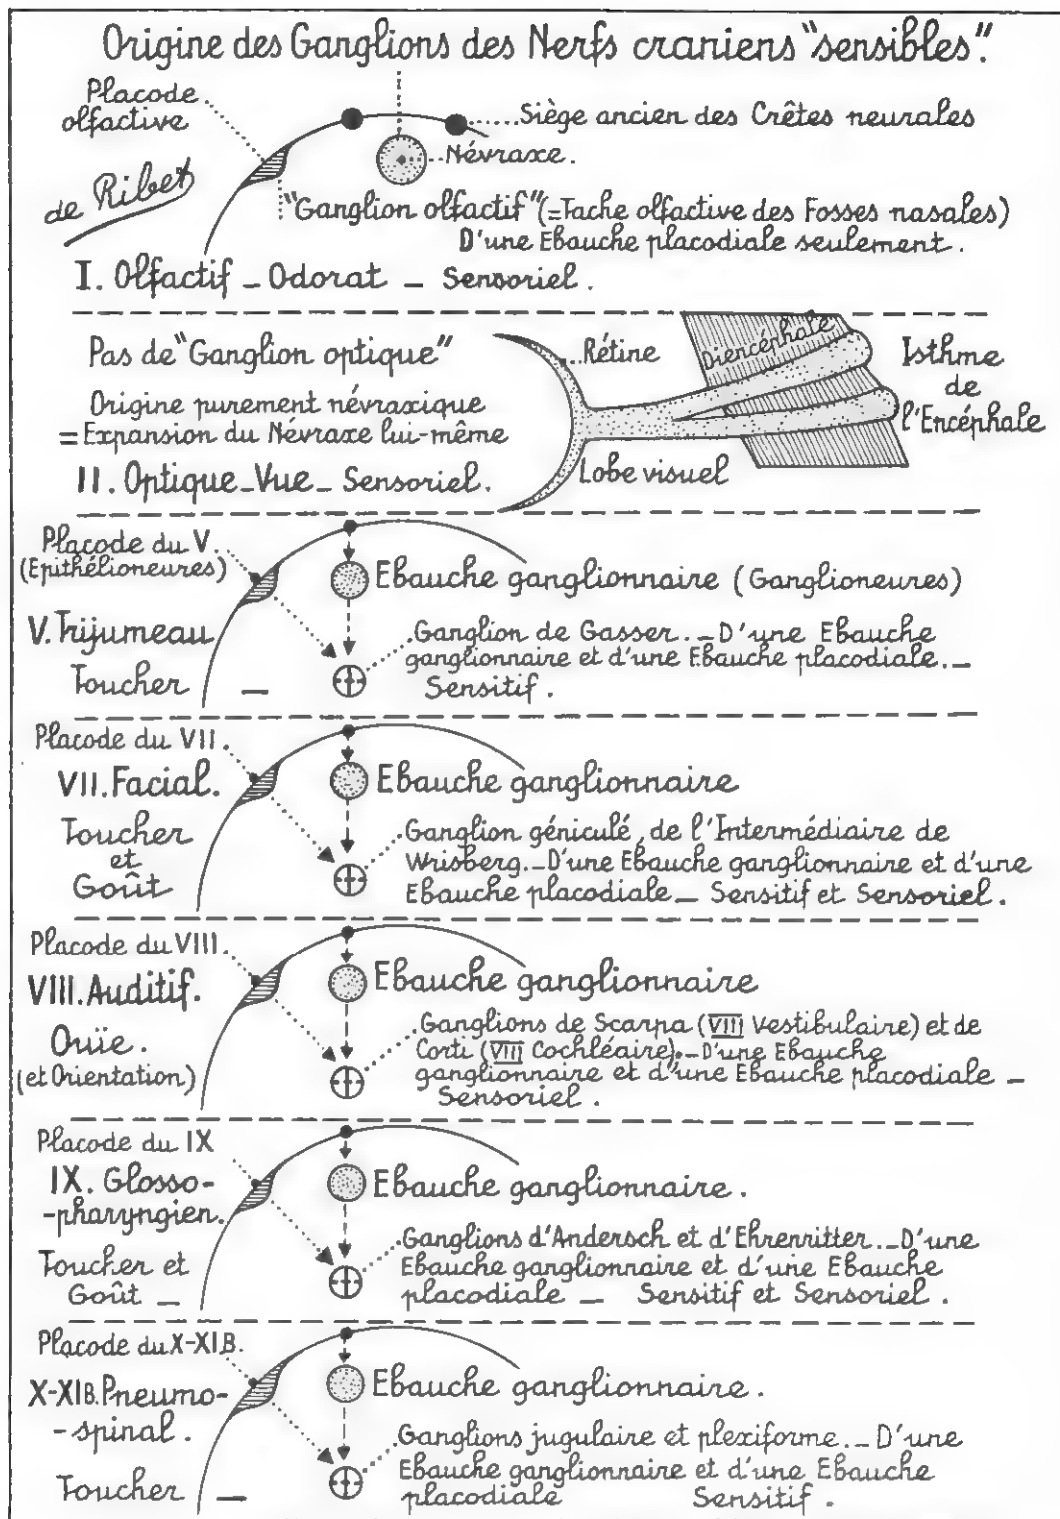 Origine des Ganglions des Nerfs craniens "sensibles".
Placode
olfactive
Siège ancien des Crêtes neurales
Névraxe.
de Ribet
"Ganglion olfactif" (=Tache olfactive des Fosses nasales)
D'une Ebauche placodiale seulement.
I. Olfactif _ Odorat _ Sensoriel.
Pas de "Ganglion optique"
Origine purement névraxique
= Expansion du Névraxe lui-même
II. Optique_Vue_ Sensoriel.
Rétine
Diencéphale
Isthme
de
l'Encéphale
Lobe visuel
Placode du V.
(Epithélioneures)
Ebauche ganglionnaire (Ganglioneures)
V. Trijumeau
Toucher _
Ganglion de Gasser._ D'une Ebauche
ganglionnaire et d'une Ebauche placodiale._
Sensitif.
Placode du VII.
VII. Facial.
Ebauche ganglionnaire
Toucher
et
Goût
Ganglion géniculé, de l'Intermédiaire de
Wrisberg._D'une Ebauche ganglionnaire et d'une
Ebauche placodiale_ Sensitif et Sensoriel.
Placode du VIII.
VIII. Auditif.
Ebauche ganglionnaire
Ouïe.
(et Orientation)
Ganglions de Scarpa (VIII Vestibulaire) et de
Corti (VIII Cochléaire)._D'une Ebauche
ganglionnaire et d'une Ebauche placodiale _
Sensoriel.
Placode du IX
IX. Glosso-
-pharyngien.
Ebauche ganglionnaire.
Toucher et
Goût _
Ganglions d'Andersch et d'Ehrenritter._ D'une
Ebauche ganglionnaire et d'une Ebauche
placodiale _ Sensitif et Sensoriel.
Placode du X-XIB.
X-XIB. Pneumo-
-spinal.
Ebauche ganglionnaire.
Toucher _
Ganglions jugulaire et plexiforme._ D'une
Ebauche ganglionnaire et d'une Ebauche
placodiale Sensitif.